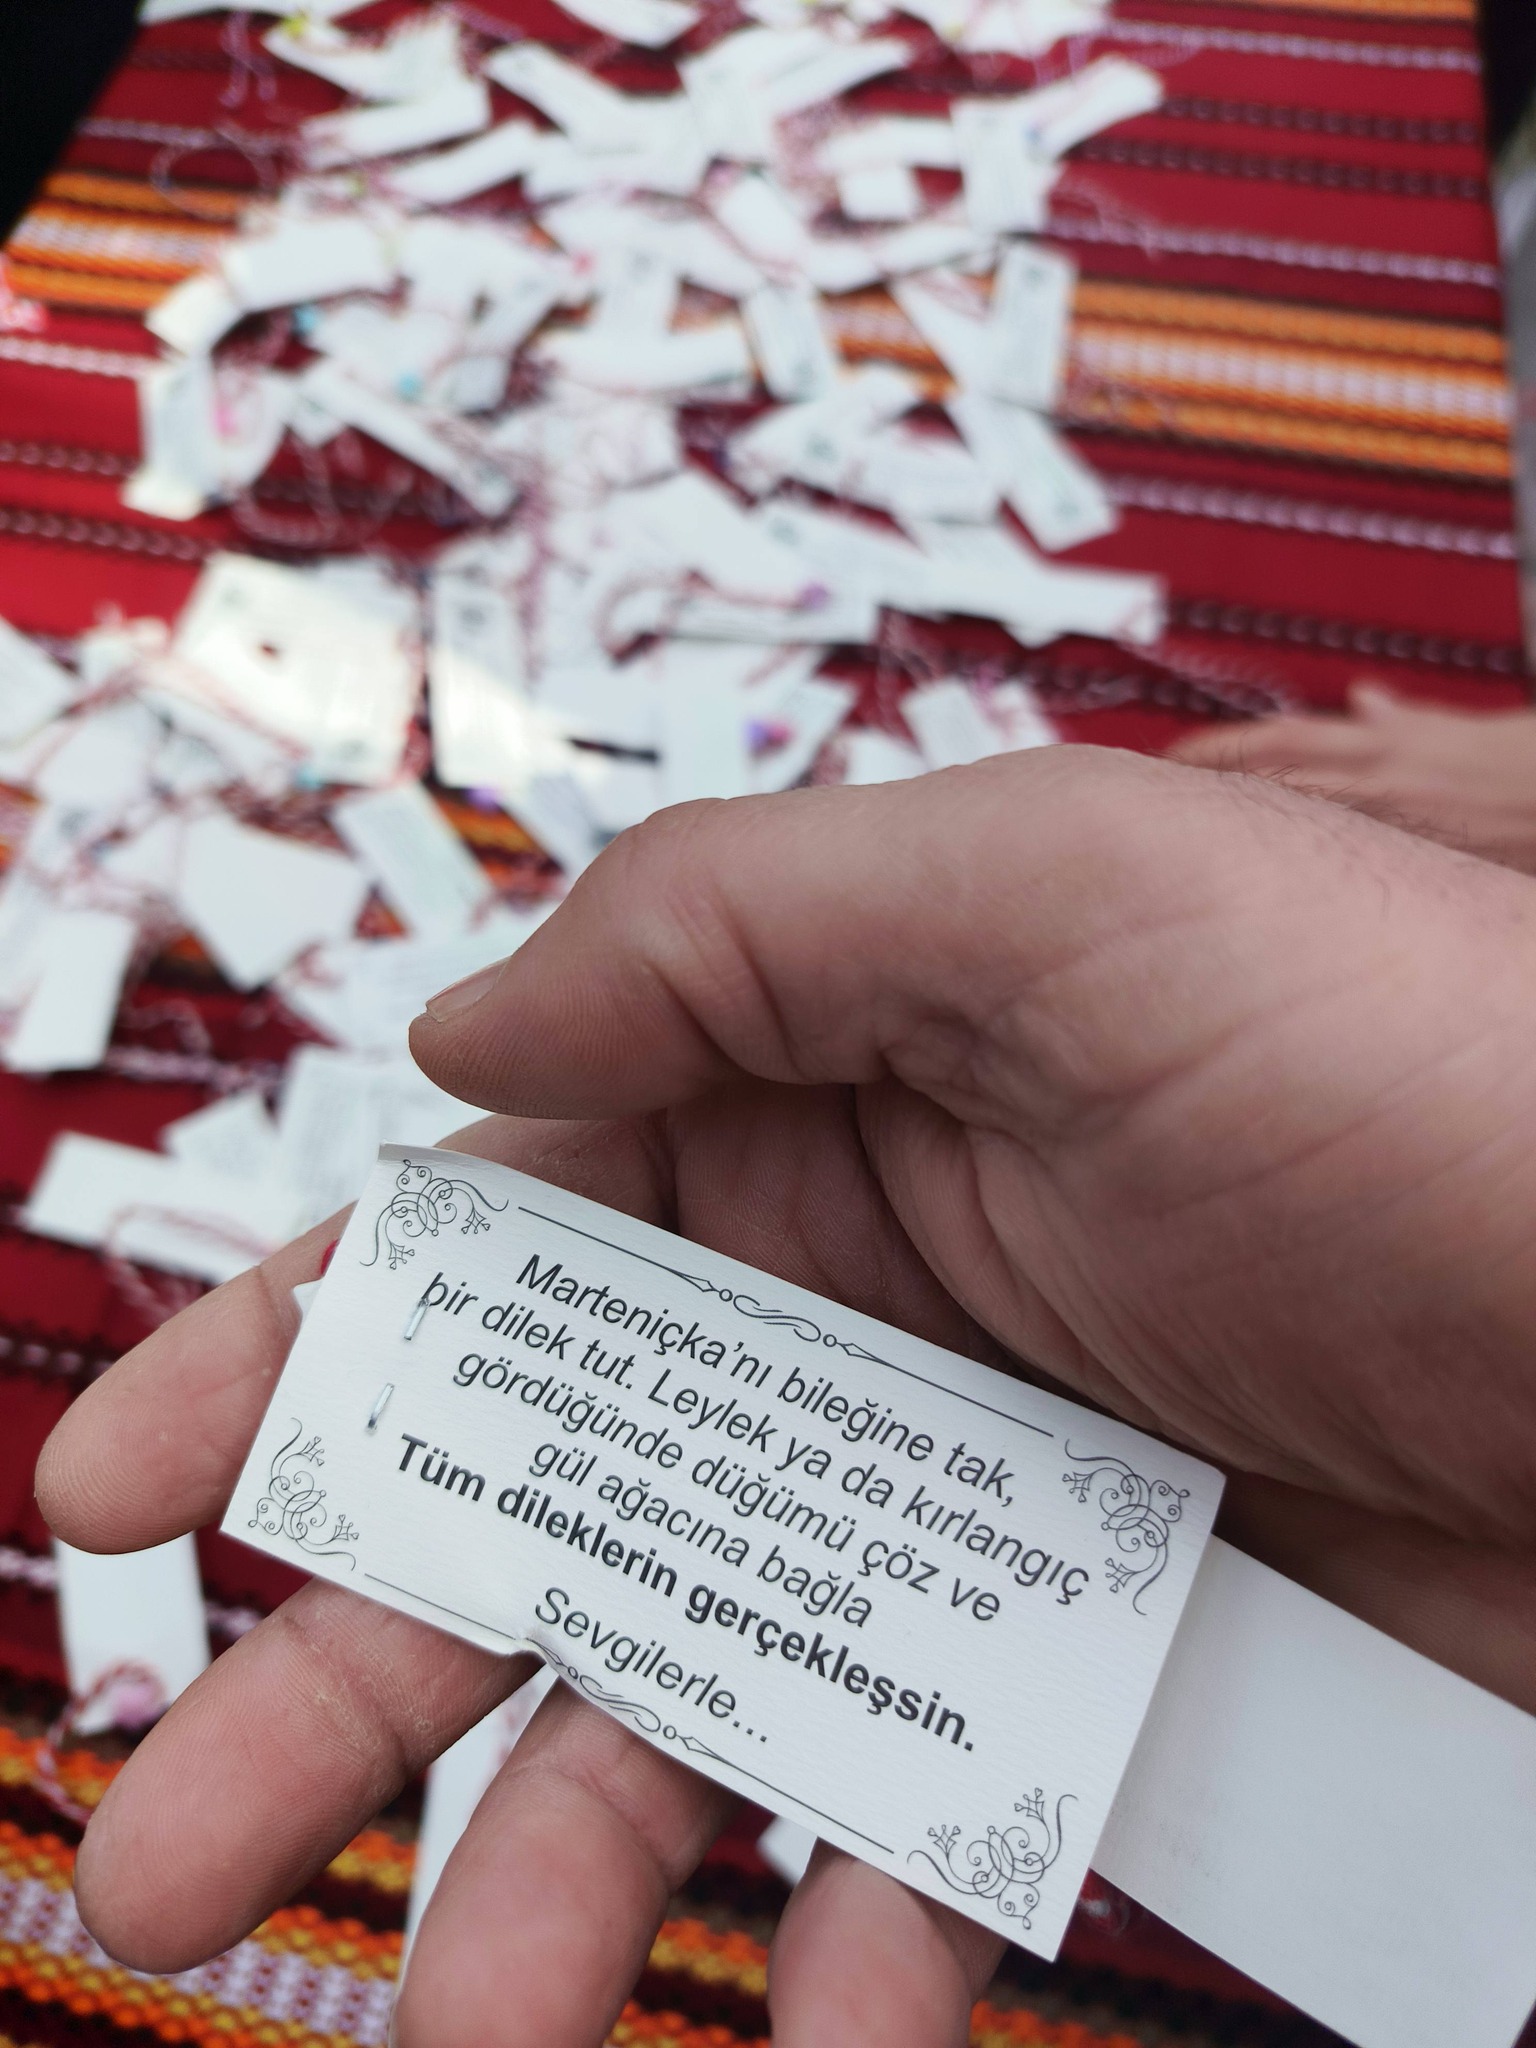 Marteniçka’nı bileğine tak,
bir dilek tut. Leylek ya da kırlangıç
gördüğünde düğümü çöz ve
gül ağacına bağla
Tüm dileklerin gerçekleşsin.
Sevgilerle...